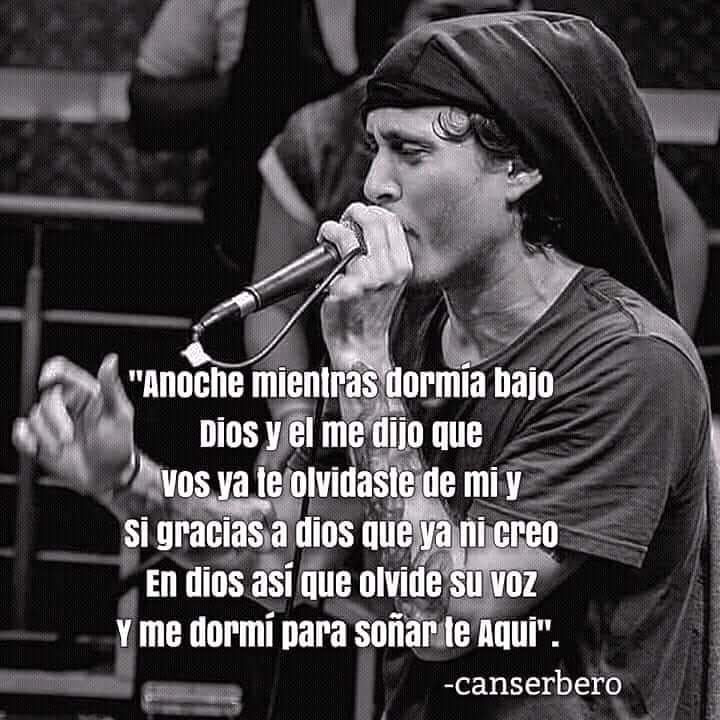 "Anoche mientras dormía bajo
Dios y el me dijo que
Vos ya te olvidaste de mi y
Si gracias a dios que ya ni creo
En dios así que olvide su voz
Y me dormí para soñar te Aqui".
-canserbero